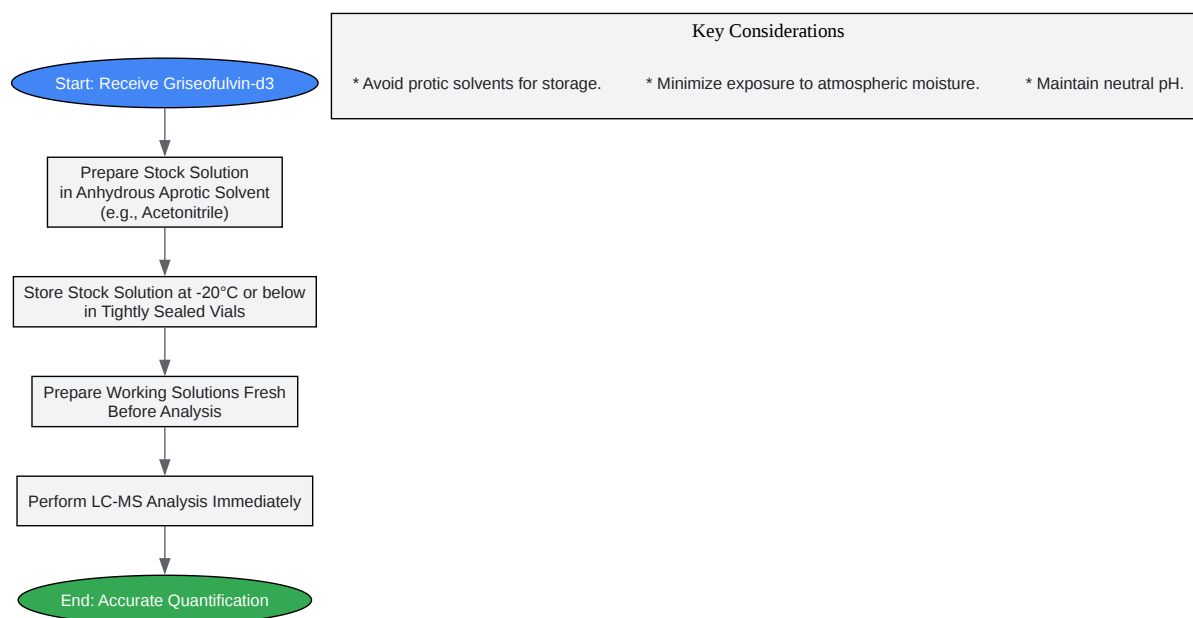 Start: Receive Griseofulvin-d3
Prepare Stock Solution
in Anhydrous Aprotic Solvent
(e.g., Acetonitrile)
Store Stock Solution at -20°C or below
in Tightly Sealed Vials
Prepare Working Solutions Fresh
Before Analysis
Perform LC-MS Analysis Immediately
End: Accurate Quantification
Key Considerations
* Avoid protic solvents for storage.
* Minimize exposure to atmospheric moisture.
* Maintain neutral pH.